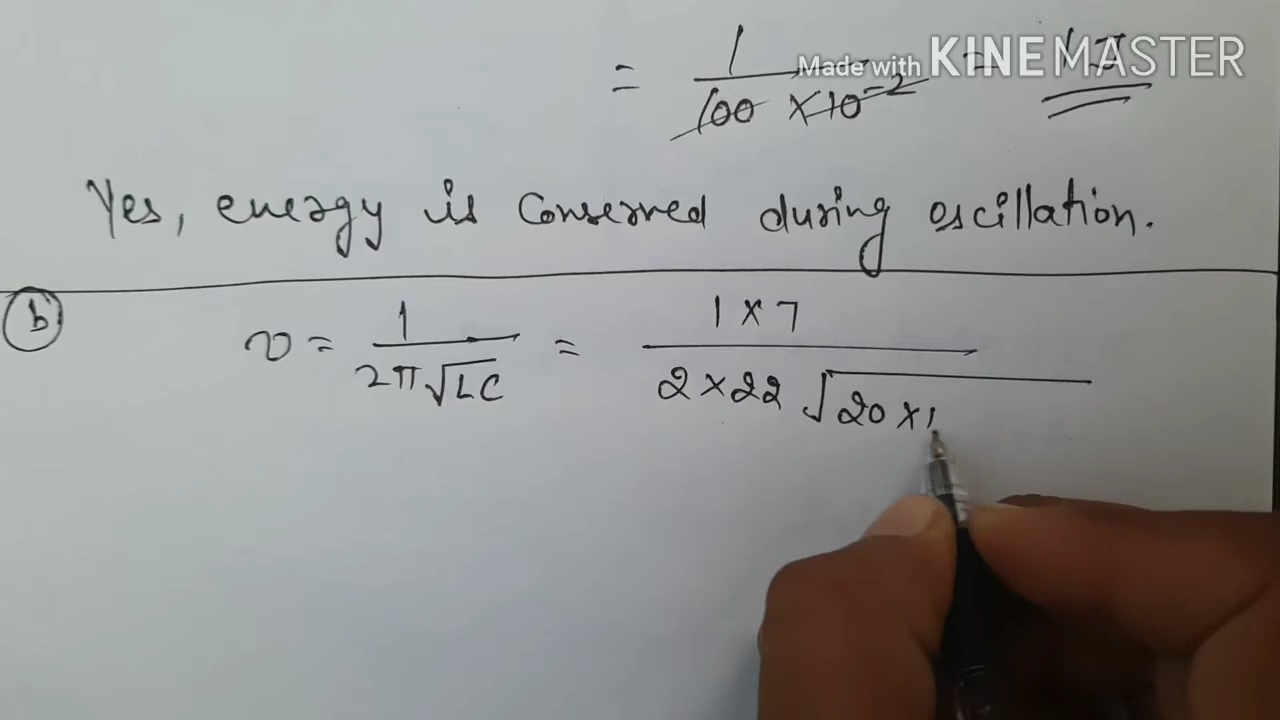 = 1 / 100 × 10⁻² = 1 J
Made with KINEMASTER
Yes, energy is conserved during oscillation.
b ν = 1 / 2π√LC = 1 × 7 / 2 × 22 √20 × 1